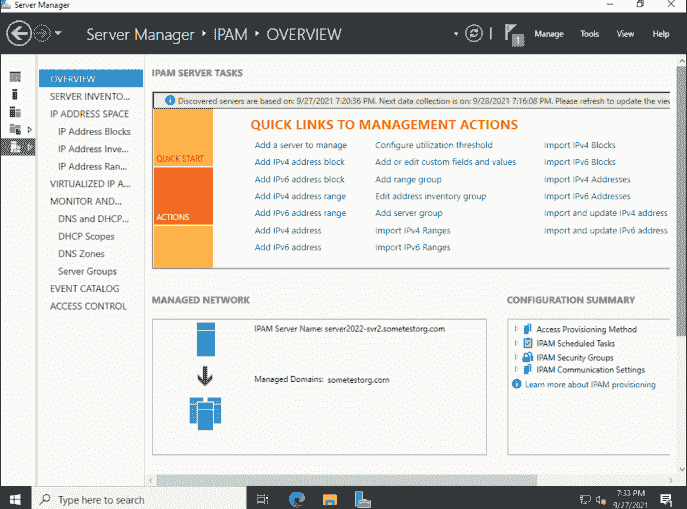 Server Manager
Server Manager • IPAM • OVERVIEW
1
Manage Tools View Help
OVERVIEW
SERVER INVENTO...
IP ADDRESS SPACE
IP Address Blocks
IP Address Inve...
IP Address Ran...
VIRTUALIZED IP A...
MONITOR AND...
DNS and DHCP...
DHCP Scopes
DNS Zones
Server Groups
EVENT CATALOG
ACCESS CONTROL
IPAM SERVER TASKS
Discovered servers are based on: 9/27/2021 7:20:36 PM. Next data collection is on: 9/28/2021 7:16:08 PM. Please refresh to update the view
QUICK START
ACTIONS
QUICK LINKS TO MANAGEMENT ACTIONS
Add a server to manage
Add IPv4 address block
Add IPv6 address block
Add IPv4 address range
Add IPv6 address range
Add IPv4 address
Add IPv6 address
Configure utilization threshold
Add or edit custom fields and values
Add range group
Edit address inventory group
Add server group
Import IPv4 Ranges
Import IPv6 Ranges
Import IPv4 Blocks
Import IPv6 Blocks
Import IPv4 Addresses
Import IPv6 Addresses
Import and update IPv4 address
Import and update IPv6 address
MANAGED NETWORK
IPAM Server Name: server2022-svr2.sometestorg.com
Managed Domains: sometestorg.com
CONFIGURATION SUMMARY
Access Provisioning Method
IPAM Scheduled Tasks
IPAM Security Groups
IPAM Communication Settings
Learn more about IPAM provisioning
Type here to search
7:33 PM
9/27/2021